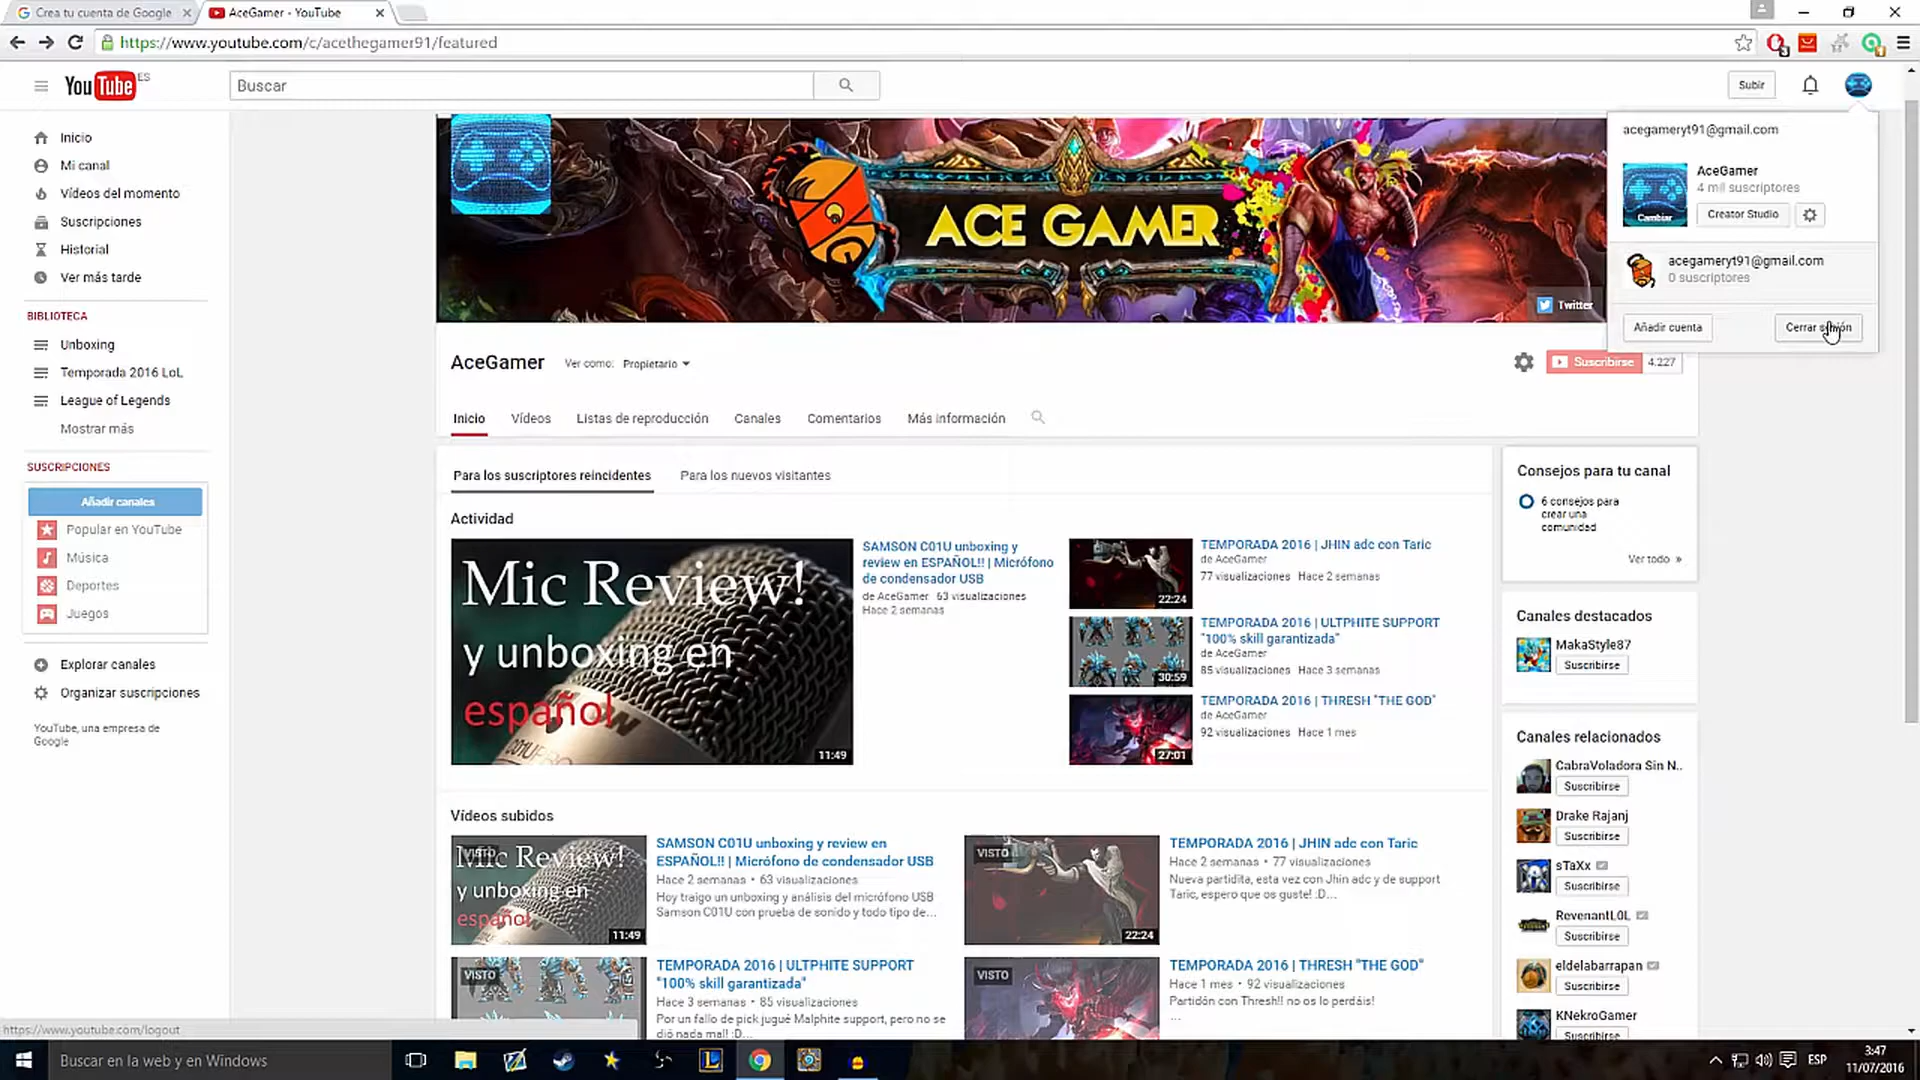 Crea tu cuenta de Google
AceGamer - YouTube
https://www.youtube.com/c/acethegamer91/featured
YouTube ES
Buscar
Subir
Inicio
Mi canal
Vídeos del momento
Suscripciones
Historial
Ver más tarde
BIBLIOTECA
Unboxing
Temporada 2016 LoL
League of Legends
Mostrar más
SUSCRIPCIONES
Añadir canales
Popular en YouTube
Música
Deportes
Juegos
Explorar canales
Organizar suscripciones
YouTube, una empresa de
Google
ACE GAMER
Twitter
acegameryt91@gmail.com
AceGamer
4 mil suscriptores
Cambiar
Creator Studio
acegameryt91@gmail.com
0 suscriptores
Añadir cuenta
Cerrar sesión
AceGamer
Ver como: Propietario
Suscribirse 4.227
Inicio
Vídeos
Listas de reproducción
Canales
Comentarios
Más información
Para los suscriptores reincidentes
Para los nuevos visitantes
Actividad
Mic Review!
y unboxing en
español
11:49
SAMSON C01U unboxing y
review en ESPAÑOL!! | Micrófono
de condensador USB
de AceGamer 63 visualizaciones
Hace 2 semanas
22:24
TEMPORADA 2016 | JHIN adc con Taric
de AceGamer
77 visualizaciones Hace 2 semanas
30:59
TEMPORADA 2016 | ULTPHITE SUPPORT
"100% skill garantizada"
de AceGamer
85 visualizaciones Hace 3 semanas
27:01
TEMPORADA 2016 | THRESH "THE GOD"
de AceGamer
92 visualizaciones Hace 1 mes
Vídeos subidos
VISTO
Mic Review!
y unboxing en
español
11:49
SAMSON C01U unboxing y review en
ESPAÑOL!! | Micrófono de condensador USB
Hace 2 semanas • 63 visualizaciones
Hoy traigo un unboxing y análisis del micrófono USB
Samson C01U con prueba de sonido y todo tipo de...
VISTO
22:24
TEMPORADA 2016 | JHIN adc con Taric
Hace 2 semanas • 77 visualizaciones
Nueva partidita, esta vez con Jhin adc y de support
Taric, espero que os guste! :D...
VISTO
TEMPORADA 2016 | ULTPHITE SUPPORT
"100% skill garantizada"
Hace 3 semanas • 85 visualizaciones
Por un fallo de pick jugué Malphite support, pero no se
dió nada mal! :D...
VISTO
TEMPORADA 2016 | THRESH "THE GOD"
Hace 1 mes • 92 visualizaciones
Partidón con Thresh!! no os lo perdáis!
...
Consejos para tu canal
6 consejos para
crear una
comunidad
Ver todo »
Canales destacados
MakaStyle87
Suscribirse
Canales relacionados
CabraVoladora Sin N..
Suscribirse
Drake Rajanj
Suscribirse
sTaXx
Suscribirse
RevenantL0L
Suscribirse
eldelabarrapan
Suscribirse
KNekroGamer
Suscribirse
https://www.youtube.com/logout
Buscar en la web y en Windows
ESP
3:47
11/07/2016